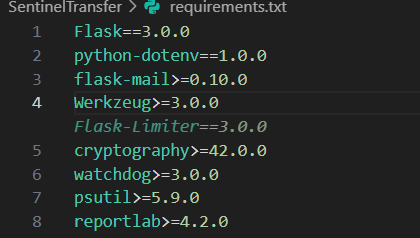 SentinelTransfer > requirements.txt
1 Flask==3.0.0
2 python-dotenv==1.0.0
3 flask-mail>=0.10.0
4 Werkzeug>=3.0.0
Flask-Limiter==3.0.0
5 cryptography>=42.0.0
6 watchdog>=3.0.0
7 psutil>=5.9.0
8 reportlab>=4.2.0